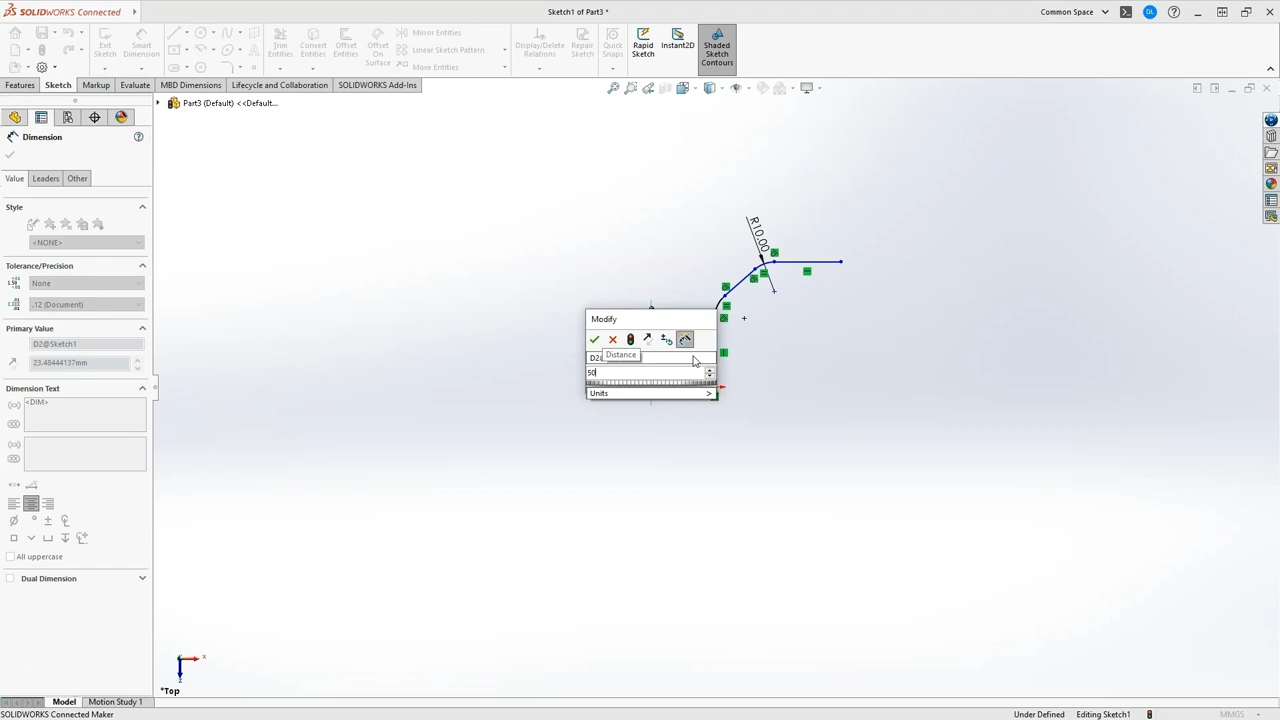 SOLIDWORKS Connected
Sketch1 of Part3 *
Common Space
DL
Exit Sketch
Smart Dimension
Trim Entities
Convert Entities
Offset Entities
Offset On Surface
Mirror Entities
Linear Sketch Pattern
Move Entities
Display/Delete Relations
Repair Sketch
Quick Snaps
Rapid Sketch
Instant2D
Shaded Sketch Contours
Features
Sketch
Markup
Evaluate
MBD Dimensions
Lifecycle and Collaboration
SOLIDWORKS Add-Ins
Part3 (Default) <<Default...
Dimension
Value
Leaders
Other
Style
<NONE>
Tolerance/Precision
None
.12 (Document)
Primary Value
D2@Sketch1
23.48444137mm
Dimension Text
<DIM>
All uppercase
Dual Dimension
R10.00
Modify
Distance
50
Units >
x
z
*Top
Model
Motion Study 1
SOLIDWORKS Connected Maker
Under Defined
Editing Sketch1
MMGS